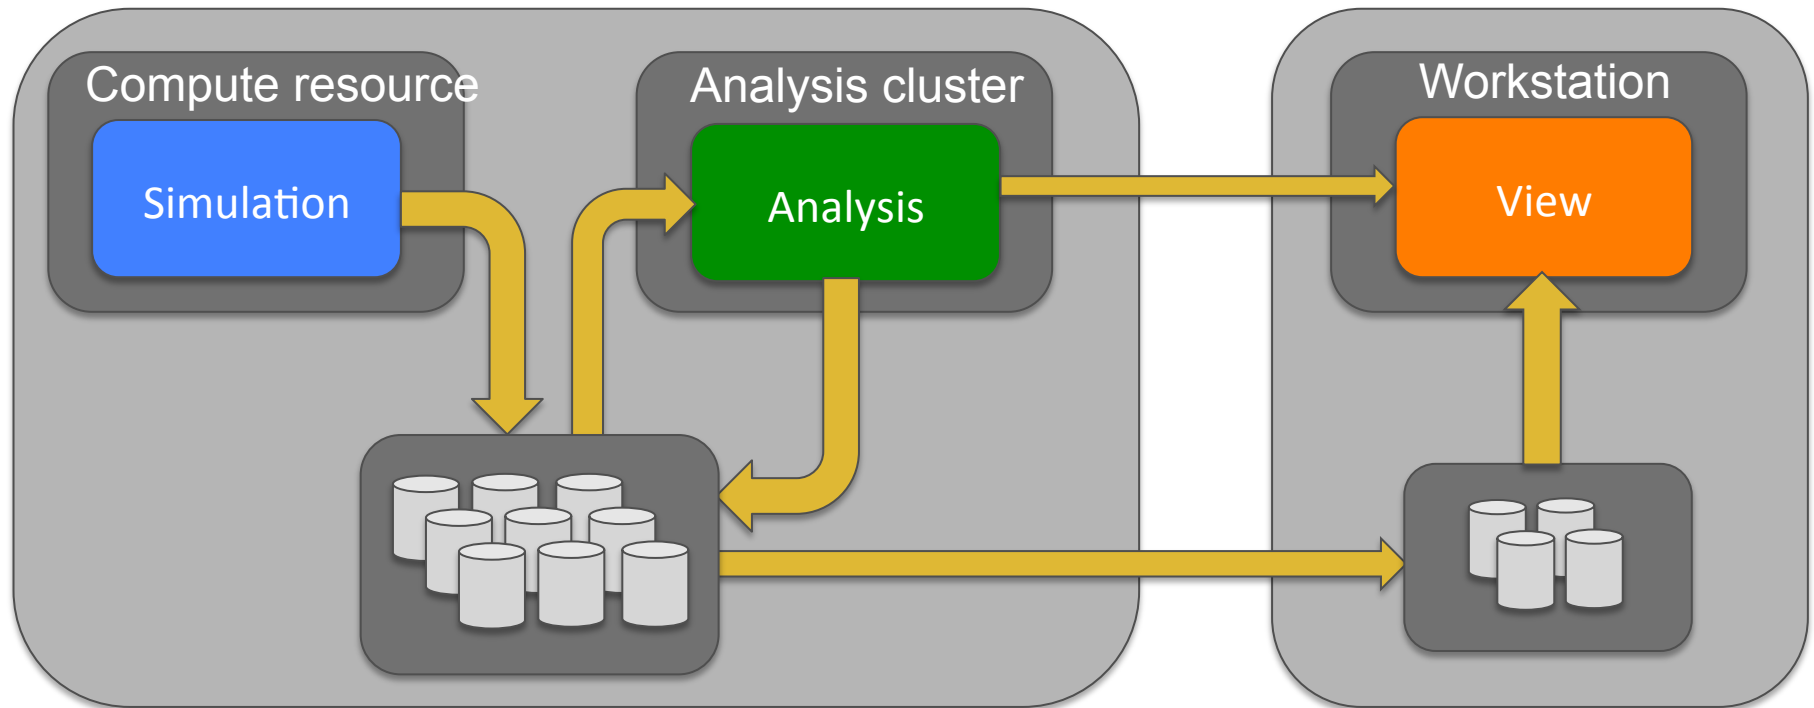 Compute resource
Simulation
Analysis cluster
Analysis
Workstation
View